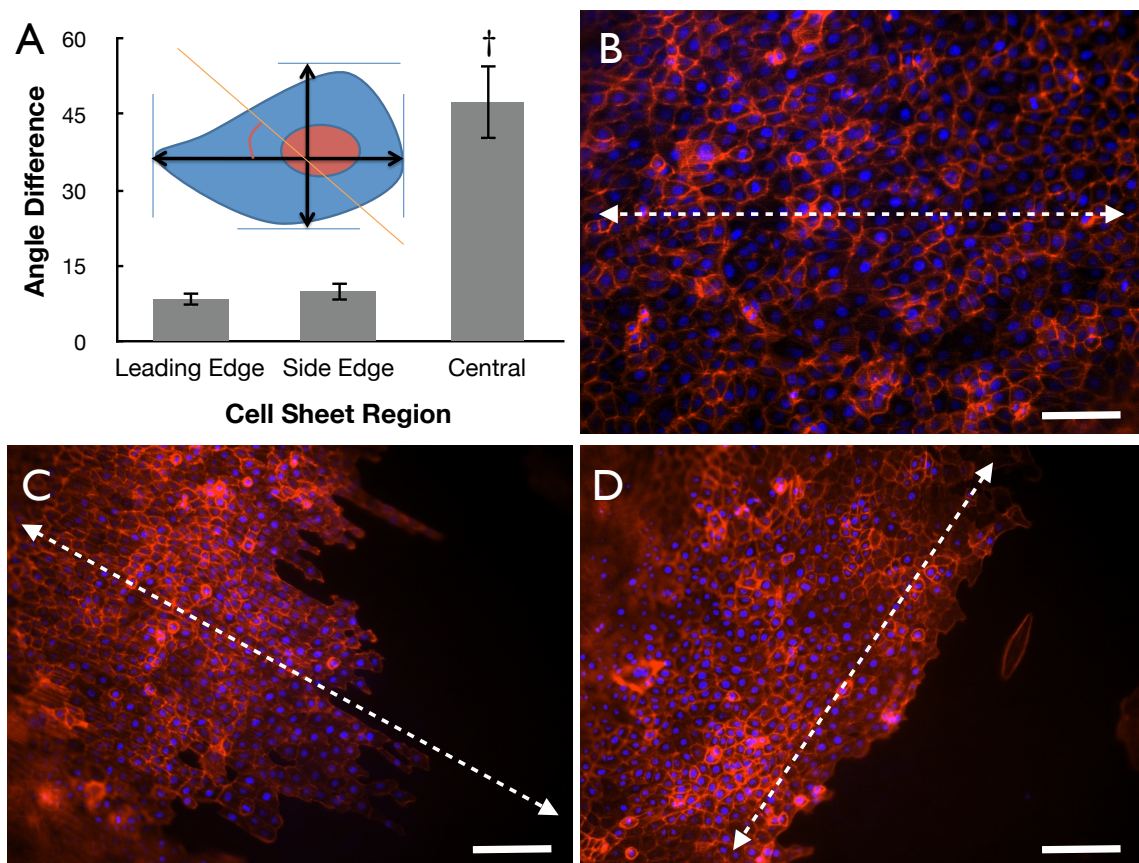 A
60
45
30
15
0
Angle Difference
†
Leading Edge
Side Edge
Central
Cell Sheet Region
B
C
D